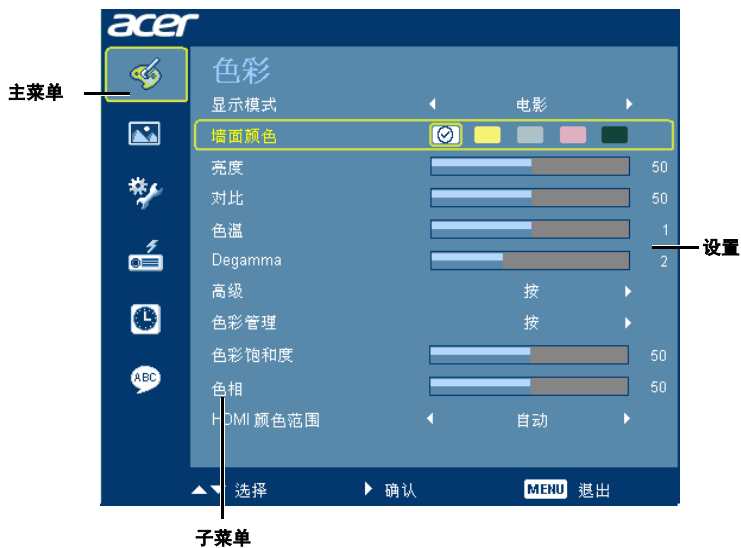 acer
主菜单
色彩
显示模式 电影
墙面颜色
亮度 50
对比 50
色温 1
设置
Degamma 2
高级 按
色彩管理 按
色彩饱和度 50
ABC
色相 50
HDMI 颜色范围 自动
选择 确认 MENU 退出
子菜单